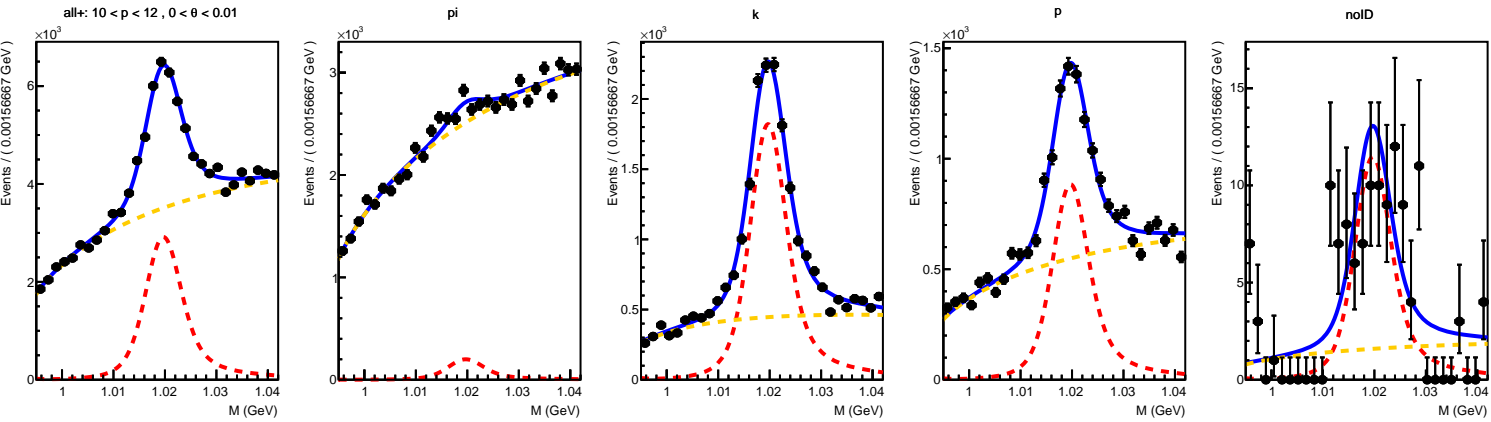 all+: 10 < p < 12 , 0 < θ < 0.01
×10³
Events / ( 0.00156667 GeV )
6
4
2
0
1 1.01 1.02 1.03 1.04
M (GeV)
pi
×10³
Events / ( 0.00156667 GeV )
3
2
1
0
1 1.01 1.02 1.03 1.04
M (GeV)
k
Events / ( 0.00156667 GeV )
2
1.5
1
0.5
0
1 1.01 1.02 1.03 1.04
M (GeV)
p
×10³
Events / ( 0.00156667 GeV )
1.5
1
0.5
0
1 1.01 1.02 1.03 1.04
M (GeV)
noID
Events / ( 0.00156667 GeV )
15
10
5
0
1 1.01 1.02 1.03 1.04
M (GeV)